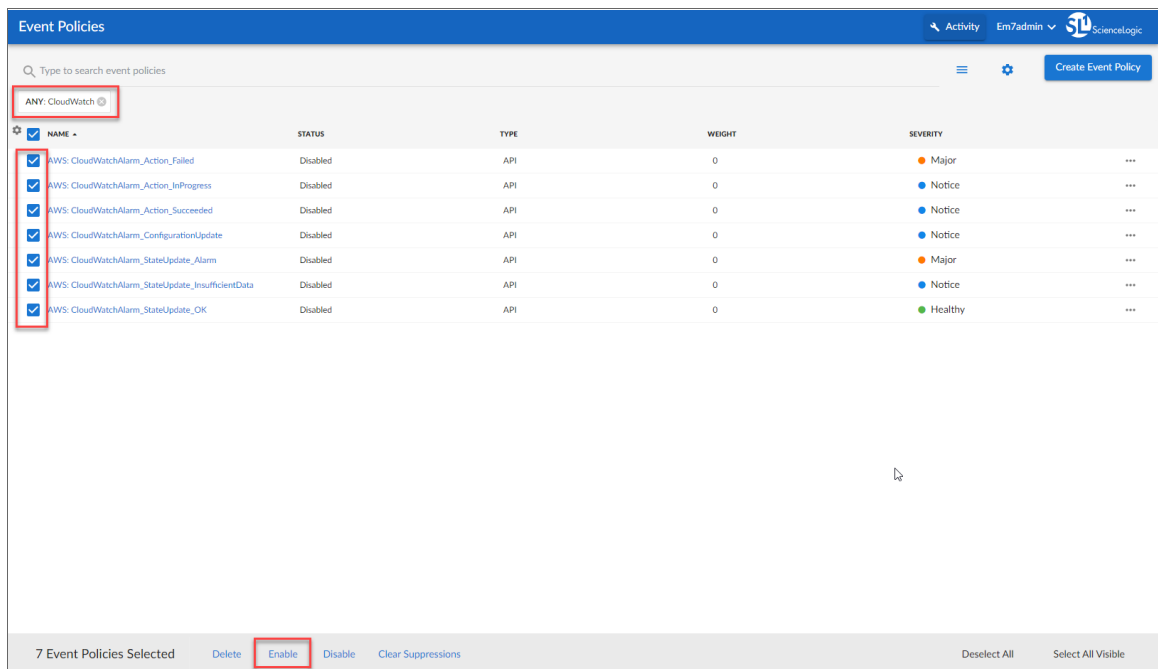 Event Policies
Activity Em7admin SL1 ScienceLogic
Type to search event policies
Create Event Policy
ANY: CloudWatch
NAME STATUS TYPE WEIGHT SEVERITY
AWS: CloudWatchAlarm_Action_Failed Disabled API 0 Major
AWS: CloudWatchAlarm_Action_InProgress Disabled API 0 Notice
AWS: CloudWatchAlarm_Action_Succeeded Disabled API 0 Notice
AWS: CloudWatchAlarm_ConfigurationUpdate Disabled API 0 Notice
AWS: CloudWatchAlarm_StateUpdate_Alarm Disabled API 0 Major
AWS: CloudWatchAlarm_StateUpdate_InsufficientData Disabled API 0 Notice
AWS: CloudWatchAlarm_StateUpdate_OK Disabled API 0 Healthy
7 Event Policies Selected Delete Enable Disable Clear Suppressions Deselect All Select All Visible